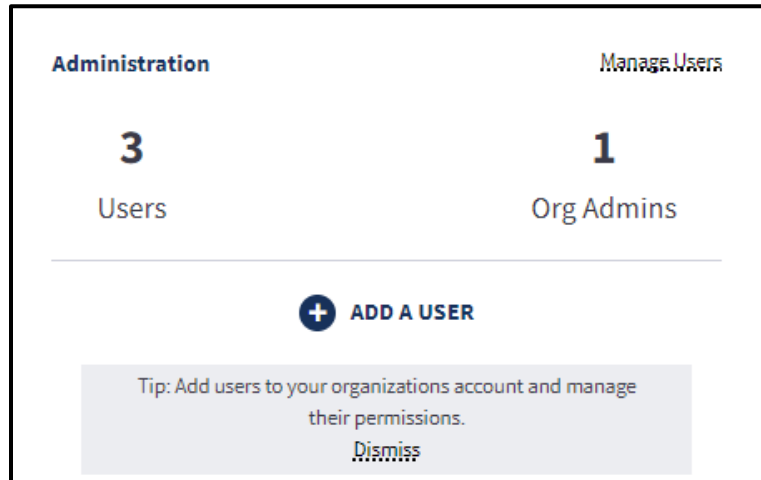 Administration
Manage Users
3
1
Users
Org Admins
ADD A USER
Tip: Add users to your organizations account and manage
their permissions.
Dismiss